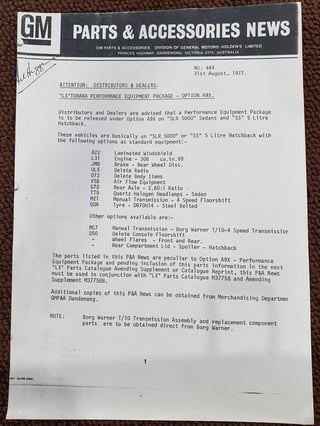 GM
PARTS & ACCESSORIES NEWS
GM PARTS & ACCESSORIES DIVISION OF GENERAL MOTORS-HOLDEN'S LIMITED
PRINCES HIGHWAY, DANDENONG, VICTORIA 3175, AUSTRALIA
NO: 444
31st August, 1977.
ATTENTION: DISTRIBUTORS & DEALERS.
"LX" TORANA PERFORMANCE EQUIPMENT PACKAGE - OPTION A9X.
Distributors and Dealers are advised that a Performance Equipment Package
is to be released under Option A9X on "SLR 5000" Sedans and "SS" 5 Litre
Hatchback.
These vehicles are basically an "SLR 5000" or "SS" 5 Litre Hatchback with
the following options as standard equipment:-
A22 Laminated Windshield
L31 Engine - 308 cu.in.V8
JM8 Brake - Rear Wheel Disc.
UL5 Delete Radio
D72 Delete Body Items
V58 Air Flow Equipment
G70 Rear Axle - 2.60:1 Ratio
TT5 Quartz Halogen Headlamps - Sedan
M21 Manual Transmission - 4 Speed Floorshift
QDA Tyre - DR70H14 - Steel Belted
Other options available are:-
MC7 Manual Transmission - Borg Warner T/10-4 Speed Transmission
D50 Delete Console Floorshift
- Wheel Flares - Front and Rear.
- Rear Compartment Lid - Spoiler - Hatchback
The parts listed in this P&A News are peculiar to Option A9X - Performance
Equipment Package and pending inclusion of this parts information in the next
"LX" Parts Catalogue Amending Supplement or Catalogue Reprint, this P&A News
must be used in conjunction with "LX" Parts Catalogue M37758 and Amending
Supplement M37758B.
Additional copies of this P&A News can be obtained from Merchandising Departmen
GMP&A Dandenong.
NOTE: Borg Warner T/10 Transmission Assembly and replacement component
parts are to be obtained direct from Borg Warner.
1